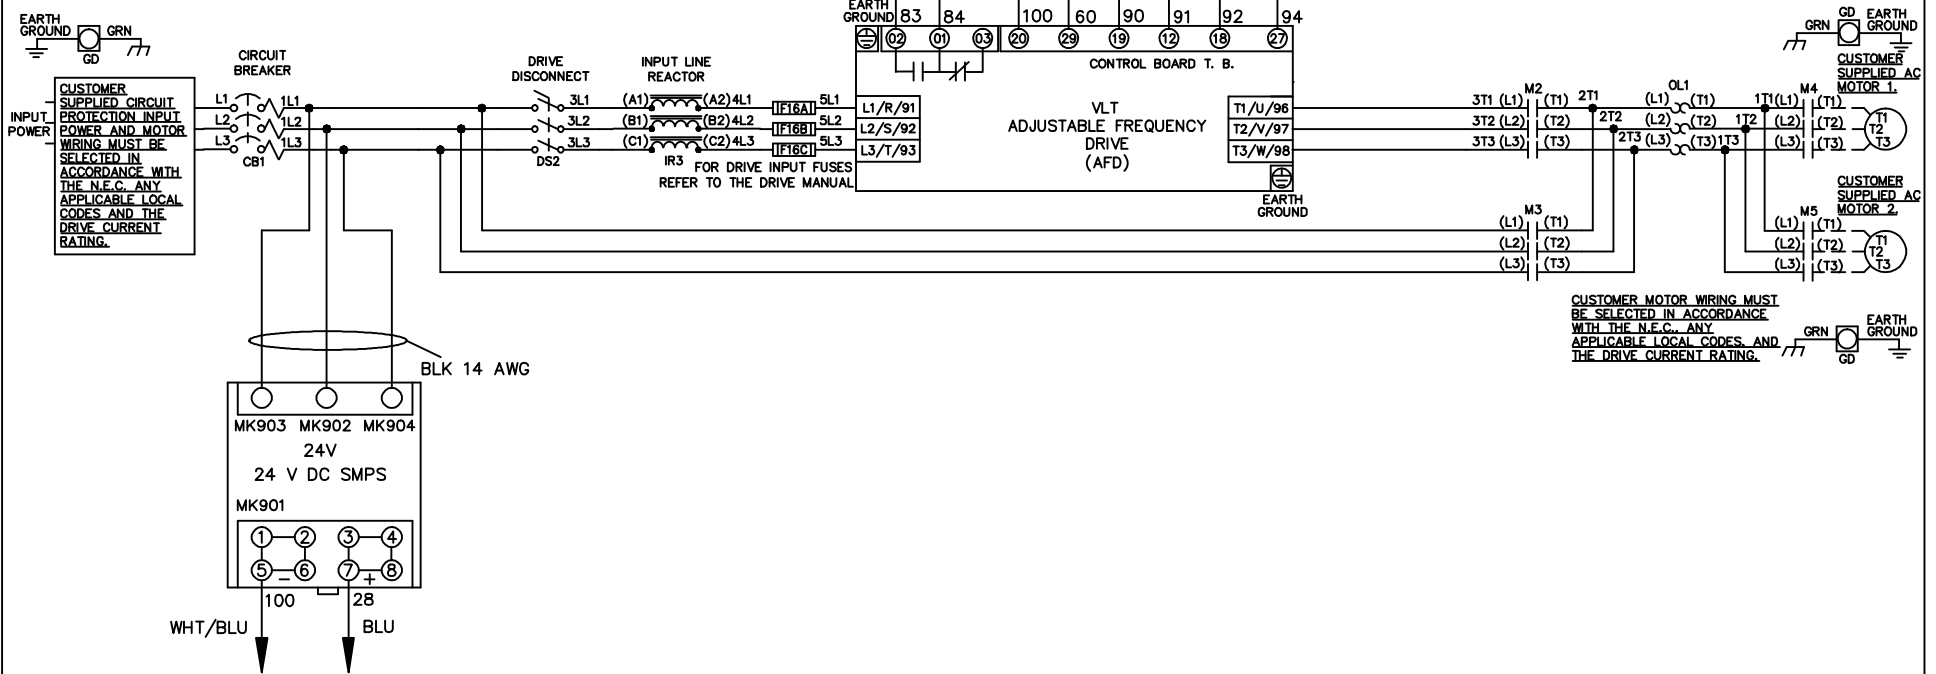 EARTH
GROUND
GRN
GD
CUSTOMER
SUPPLIED CIRCUIT
PROTECTION INPUT
POWER AND MOTOR
WIRING MUST BE
SELECTED IN
ACCORDANCE WITH
THE N.E.C. ANY
APPLICABLE LOCAL
CODES AND THE
DRIVE CURRENT
RATING.
INPUT
POWER
CIRCUIT
BREAKER
L1
L2
L3
1L1
1L2
1L3
CB1
DRIVE
DISCONNECT
3L1
3L2
3L3
DS2
INPUT LINE
REACTOR
(A1) (A2) 4L1
(B1) (B2) 4L2
(C1) (C2) 4L3
IR3
F16A 5L1
F16B 5L2
F16C 5L3
FOR DRIVE INPUT FUSES
REFER TO THE DRIVE MANUAL
EARTH
GROUND
83 84 100 60 90 91 92 94
02 01 03 20 29 19 12 18 27
CONTROL BOARD T. B.
L1/R/91
L2/S/92
L3/T/93
VLT
ADJUSTABLE FREQUENCY
DRIVE
(AFD)
T1/U/96
T2/V/97
T3/W/98
EARTH
GROUND
M2
3T1 (L1) (T1) 2T1
3T2 (L2) (T2) 2T2
3T3 (L3) (T3) 2T3
OL1
(L1) (T1) 1T1
(L2) (T2) 1T2
(L3) (T3) 1T3
M4
(L1) (T1)
(L2) (T2)
(L3) (T3)
T1
T2
T3
GD
GRN
EARTH
GROUND
CUSTOMER
SUPPLIED AC
MOTOR 1.
M3
(L1) (T1)
(L2) (T2)
(L3) (T3)
CUSTOMER
SUPPLIED AC
MOTOR 2.
M5
(L1) (T1)
(L2) (T2)
(L3) (T3)
T1
T2
T3
CUSTOMER MOTOR WIRING MUST
BE SELECTED IN ACCORDANCE
WITH THE N.E.C., ANY
APPLICABLE LOCAL CODES, AND
THE DRIVE CURRENT RATING.
GRN
GD
EARTH
GROUND
BLK 14 AWG
MK903 MK902 MK904
24V
24 V DC SMPS
MK901
1 2 3 4
5 6 7 8
- +
100 28
WHT/BLU BLU